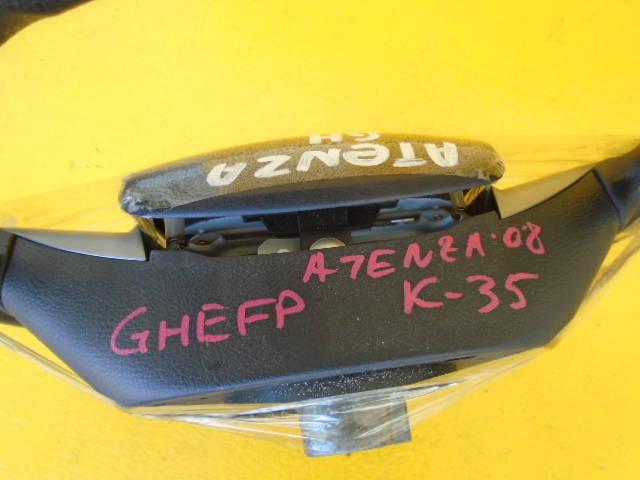 ATENZA
GH
ATENZA·08
GHEFP K-35